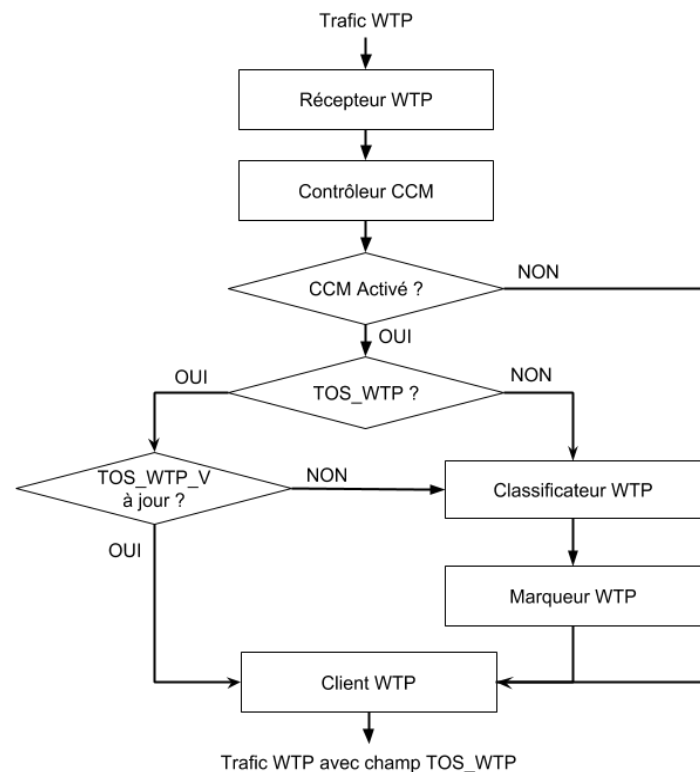 Trafic WTP
Récepteur WTP
Contrôleur CCM
CCM Activé ?
NON
OUI
OUI
TOS_WTP ?
NON
TOS_WTP_V
à jour ?
NON
Classificateur WTP
OUI
Marqueur WTP
Client WTP
Trafic WTP avec champ TOS_WTP